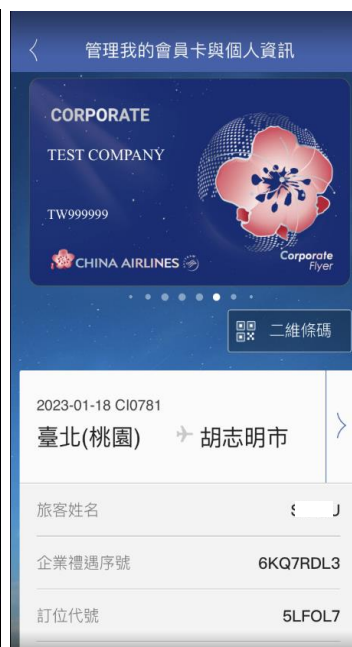 管理我的會員卡與個人資訊
CORPORATE
TEST COMPANY
TW999999
CHINA AIRLINES
Corporate
Flyer
二維條碼
2023-01-18 CI0781
臺北(桃園) 胡志明市
旅客姓名
企業禮遇序號 6KQ7RDL3
訂位代號 5LFOL7